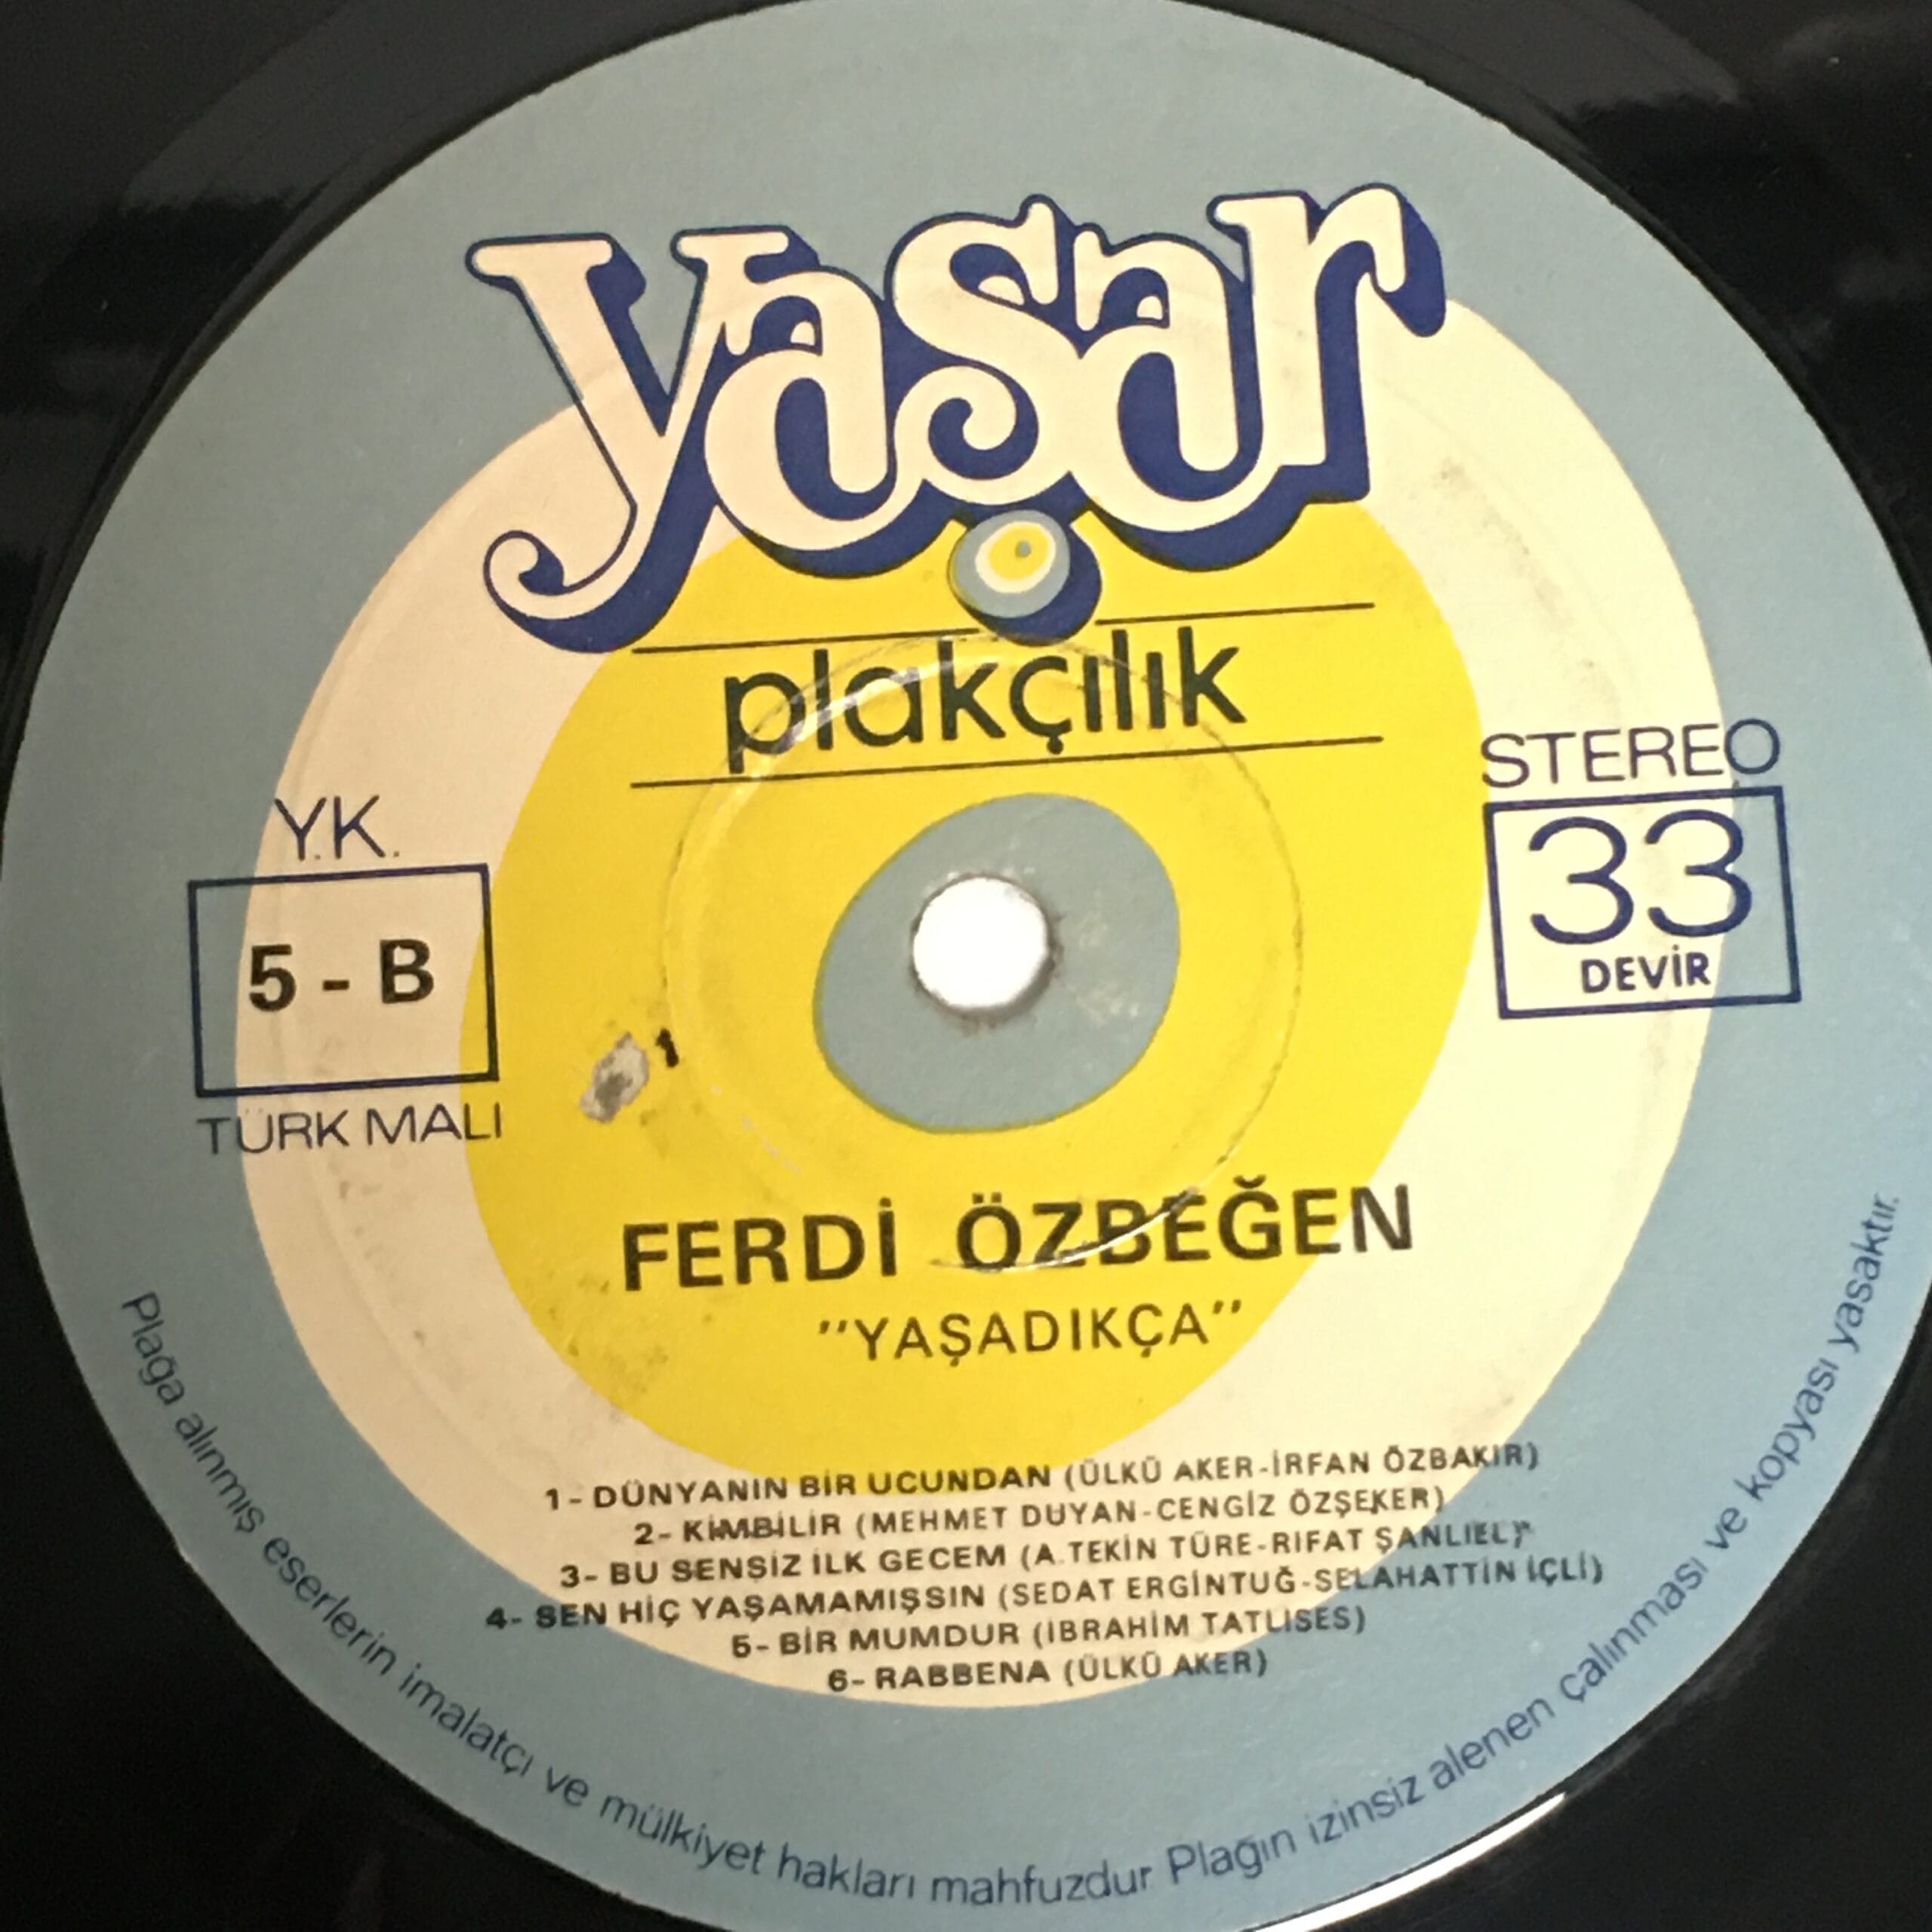 yaşar
plakçılık
Y.K.
5 - B
TÜRK MALI
STEREO
33
DEVİR
FERDİ ÖZBEĞEN
"YAŞADIKÇA"
1- DÜNYANIN BİR UCUNDAN (ÜLKÜ AKER-İRFAN ÖZBAKIR)
2- KİMBİLİR (MEHMET DUYAN-CENGİZ ÖZŞEKER)
3- BU SENSİZ İLK GECEM (A.TEKİN TÜRE-RIFAT ŞANLIEL)
4- SEN HİÇ YAŞAMAMIŞSIN (SEDAT ERGİNTUĞ-SELAHATTİN İÇLİ)
5- BİR MUMDUR (İBRAHİM TATLISES)
6- RABBENA (ÜLKÜ AKER)
Plağa alınmış eserlerin imalatçı ve mülkiyet hakları mahfuzdur Plağın izinsiz alenen çalınması ve kopyası yasaktır.